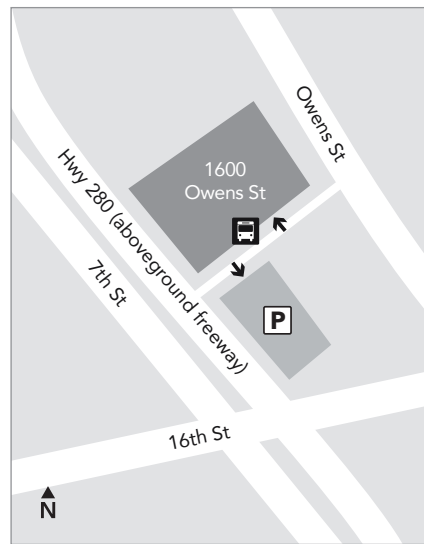 Owens St
1600
Owens St
Hwy 280 (aboveground freeway)
7th St
P
16th St
N